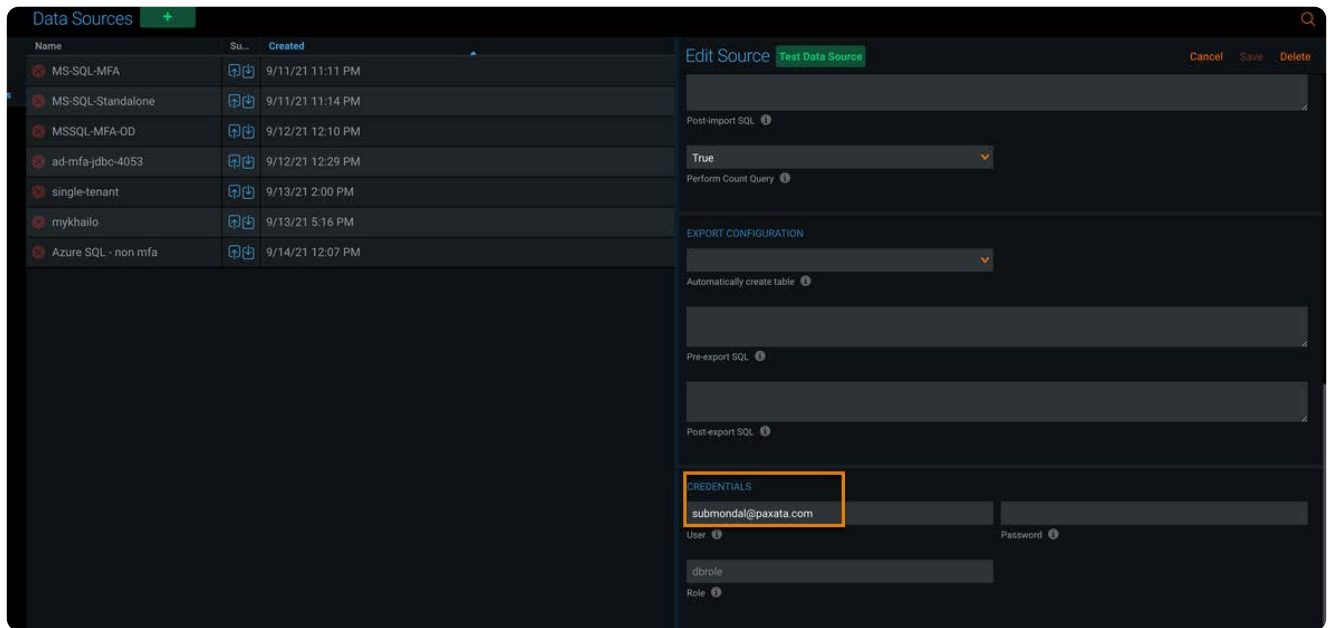 Data Sources +
Name Su... Created
MS-SQL-MFA 9/11/21 11:11 PM
MS-SQL-Standalone 9/11/21 11:14 PM
MSSQL-MFA-OD 9/12/21 12:10 PM
ad-mfa-jdbc-4053 9/12/21 12:29 PM
single-tenant 9/13/21 2:00 PM
mykhailo 9/13/21 5:16 PM
Azure SQL - non mfa 9/14/21 12:07 PM
s
Edit Source Test Data Source Cancel Save Delete
Post-import SQL
True
Perform Count Query
EXPORT CONFIGURATION
Automatically create table
Pre-export SQL
Post-export SQL
CREDENTIALS
submondal@paxata.com
User Password
dbrole
Role